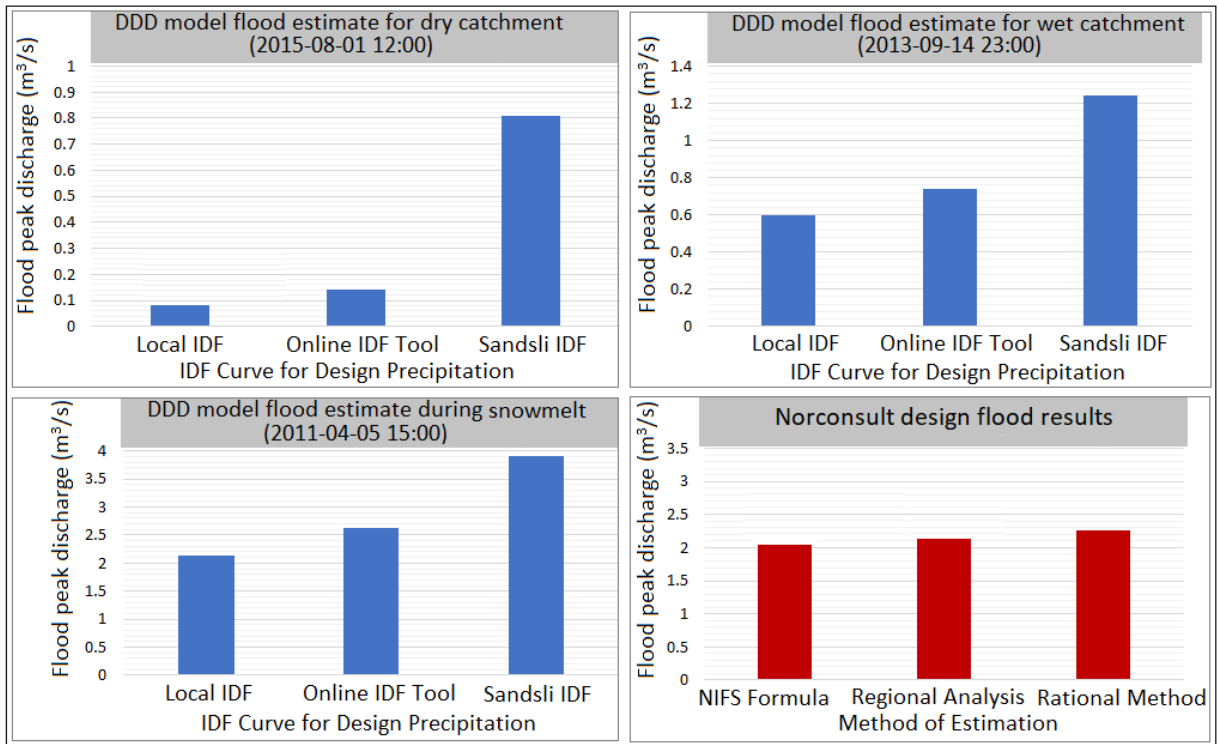 DDD model flood estimate for dry catchment
(2015-08-01 12:00)
Flood peak discharge (m³/s)
1
0.9
0.8
0.7
0.6
0.5
0.4
0.3
0.2
0.1
0
Local IDF Online IDF Tool Sandsli IDF
IDF Curve for Design Precipitation
DDD model flood estimate for wet catchment
(2013-09-14 23:00)
Flood peak discharge (m³/s)
1.4
1.2
1
0.8
0.6
0.4
0.2
0
Local IDF Online IDF Tool Sandsli IDF
IDF Curve for Design Precipitation
DDD model flood estimate during snowmelt
(2011-04-05 15:00)
Flood peak discharge (m³/s)
4
3.5
3
2.5
2
1.5
1
0.5
0
Local IDF Online IDF Tool Sandsli IDF
IDF Curve for Design Precipitation
Norconsult design flood results
Flood peak discharge (m³/s)
3.5
3
2.5
2
1.5
1
0.5
0
NIFS Formula Regional Analysis Rational Method
Method of Estimation